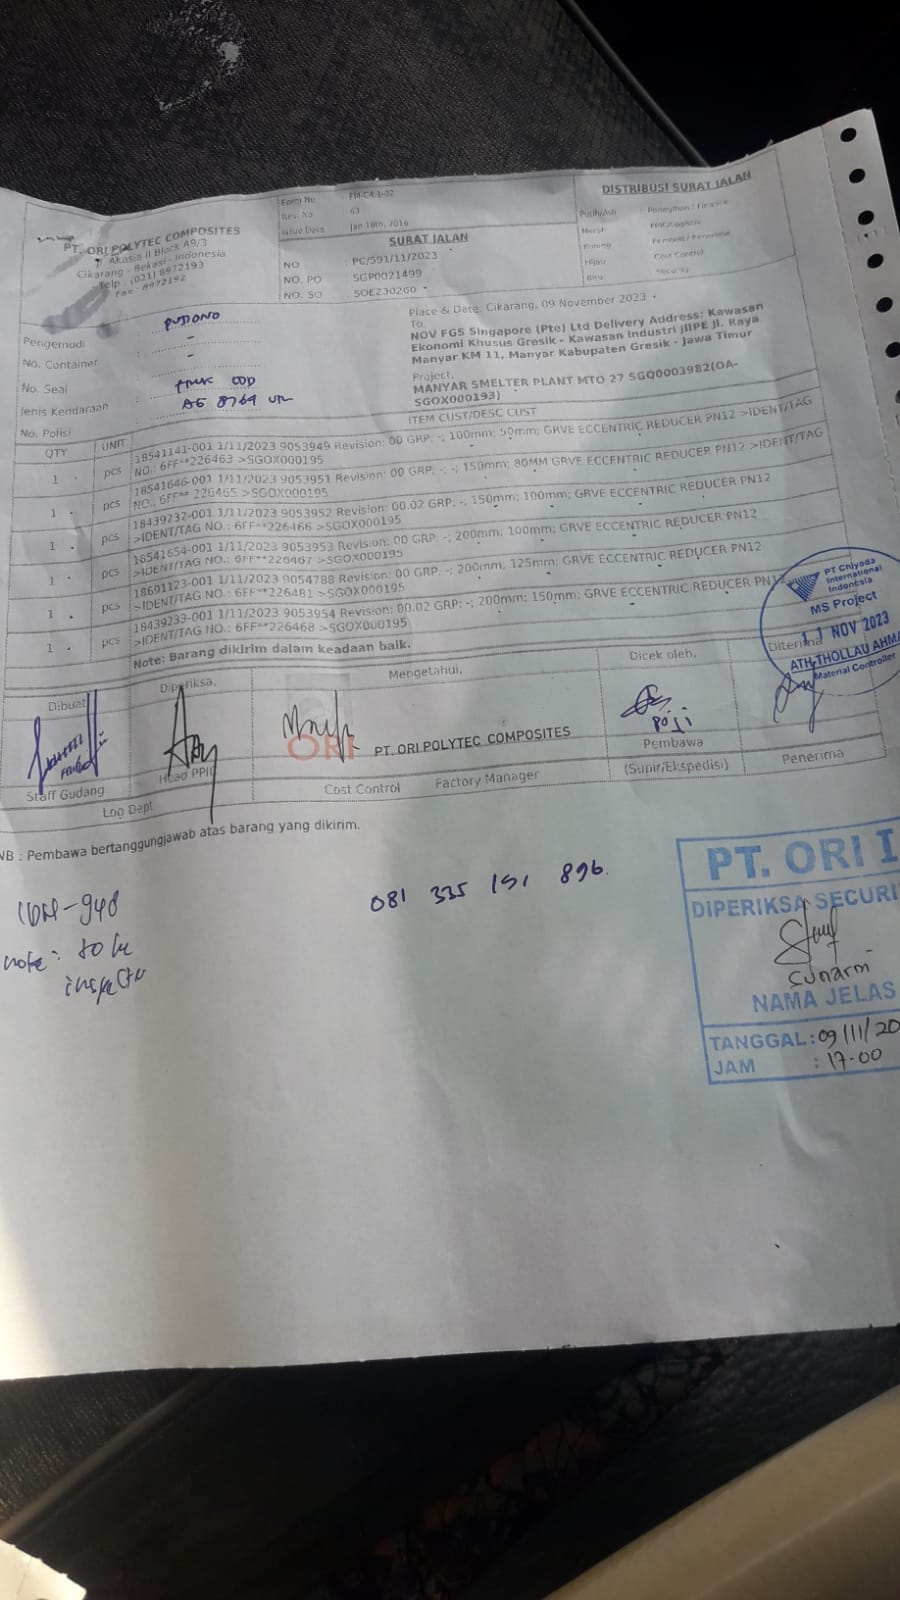 PT. ORI POLYTEC COMPOSITES
Jl. Akasia II Block A9/3
Cikarang - Bekasi - Indonesia
Telp : (021) 8972193
Fax : 8972192
Form No FM-C4.1-02
Rev. No 03
Issue Date Jan 18th, 2016
SURAT JALAN
NO : PC/591/11/2023
NO. PO : SGP0021499
NO. SO : SOE230260
DISTRIBUSI SURAT JALAN
Putih/Asli : Penagihan / Finance
Merah
Kuning : Pembeli / Penerima
Hijau : Cost Control
Biru : Security
Pengemudi : PUJIONO
No. Container : -
No. Seal : -
Jenis Kendaraan : truk CDD
No. Polisi : AG 8769
Place & Date: Cikarang, 09 November 2023
To
NOV FGS Singapore (Pte) Ltd Delivery Address: Kawasan
Ekonomi Khusus Gresik - Kawasan Industri JIIPE Jl. Raya
Manyar KM 11, Manyar Kabupaten Gresik - Jawa Timur
Project,
MANYAR SMELTER PLANT MTO 27 SGQ0003982(OA-
SGOX000193)
QTY UNIT ITEM CUST/DESC CUST
1 pcs 18541141-001 1/11/2023 9053949 Revision: 00 GRP; -; 100mm; 50mm; GRVE ECCENTRIC REDUCER PN12 >IDENT/TAG
NO.: 6FF**226463 >SGOX000195
1 pcs 18541646-001 1/11/2023 9053951 Revision: 00 GRP; -; 150mm; 80MM GRVE ECCENTRIC REDUCER PN12 >IDENT/TAG
NO.: 6FF** 226465 >SGOX000195
1 pcs 18439232-001 1/11/2023 9053952 Revision: 00.02 GRP, -, 150mm; 100mm; GRVE ECCENTRIC REDUCER PN12
>IDENT/TAG NO.: 6FF**226466 >SGOX000195
1 pcs 18541654-001 1/11/2023 9053953 Revision: 00 GRP; -; 200mm; 100mm; GRVE ECCENTRIC REDUCER PN12
>IDENT/TAG NO.: 6FF**226467 >SGOX000195
1 pcs 18691123-001 1/11/2023 9054788 Revision: 00 GRP. -; 200mm, 125mm; GRVE ECCENTRIC REDUCER PN12
>IDENT/TAG NO.: 6FF**226481 >SGOX000195
1 pcs 18439233-001 1/11/2023 9053954 Revision: 00.02 GRP: -; 200mm; 150mm; GRVE ECCENTRIC REDUCER PN12
>IDENT/TAG NO.: 6FF**226468 >SGOX000195
Note: Barang dikirim dalam keadaan baik.
Dibuat Diperiksa, Mengetahui, Dicek oleh, Diterima
PT Chiyoda
International
Indonesia
MS Project
11 NOV 2023
ATH THOLLAU AHMA
Material Controller
ORI PT. ORI POLYTEC COMPOSITES
poji
Staff Gudang Head PPIC Cost Control Factory Manager Pembawa Penerima
(Supir/Ekspedisi)
Log Dept
NB : Pembawa bertanggungjawab atas barang yang dikirim.
081 335 151 896
note:
PT. ORI I
DIPERIKSA SECURI
Sunarm
NAMA JELAS
TANGGAL : 09/11/20
JAM : 17-00